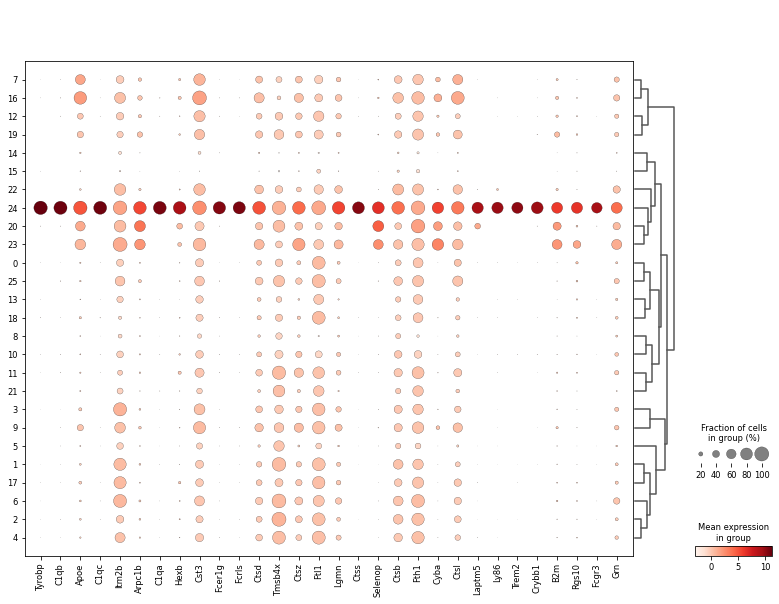 7
16
12
19
14
15
22
24
20
23
0
25
13
18
8
10
11
21
3
9
5
1
17
6
2
4
Tyrobp
C1qb
Apoe
C1qc
Itm2b
Arpc1b
C1qa
Hexb
Cst3
Fcer1g
Fcrls
Ctsd
Tmsb4x
Ctsz
Ftl1
Lgmn
Ctss
Selenop
Ctsb
Fth1
Cyba
Ctsl
Laptm5
Ly86
Trem2
Crybb1
B2m
Rgs10
Fcgr3
Grn
Fraction of cells
in group (%)
20 40 60 80 100
Mean expression
in group
0 5 10